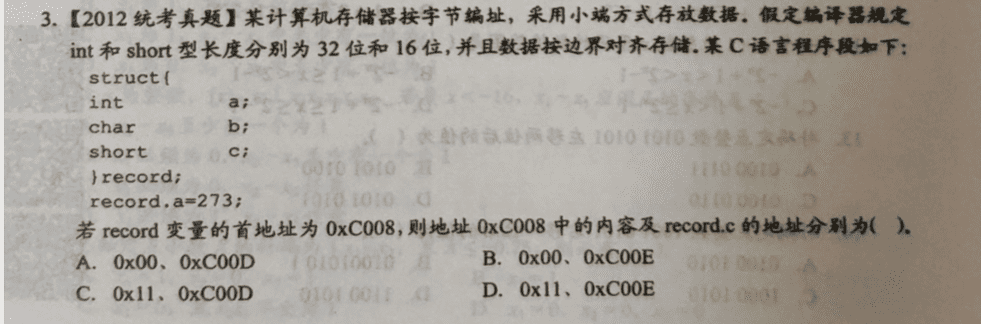 3.【2012 统考真题】某计算机存储器按字节编址，采用小端方式存放数据。假定编译器规定
int 和 short 型长度分别为 32 位和 16 位，并且数据按边界对齐存储。某 C 语言程序段如下：
struct{
int a;
char b;
short c;
}record;
record.a=273;
若 record 变量的首地址为 0xC008，则地址 0xC008 中的内容及 record.c 的地址分别为( )。
A. 0x00、0xC00D B. 0x00、0xC00E
C. 0x11、0xC00D D. 0x11、0xC00E